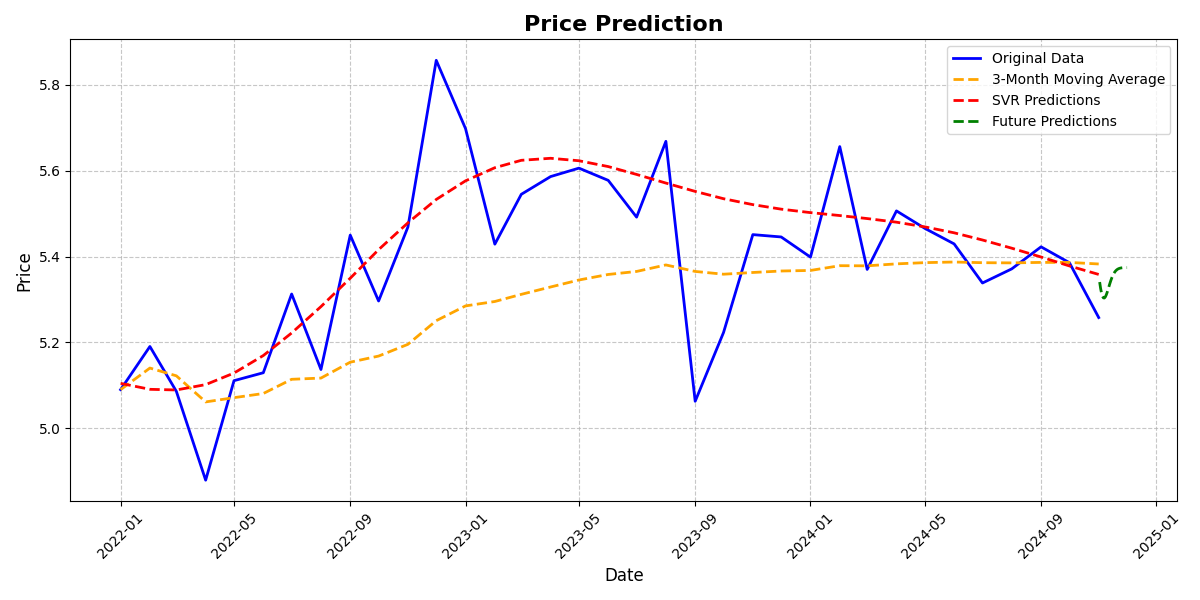 Price Prediction
Original Data
3-Month Moving Average
SVR Predictions
Future Predictions
Price
5.8
5.6
5.4
5.2
5.0
2022-01
2022-05
2022-09
2023-01
2023-05
2023-09
2024-01
2024-05
2024-09
2025-01
Date